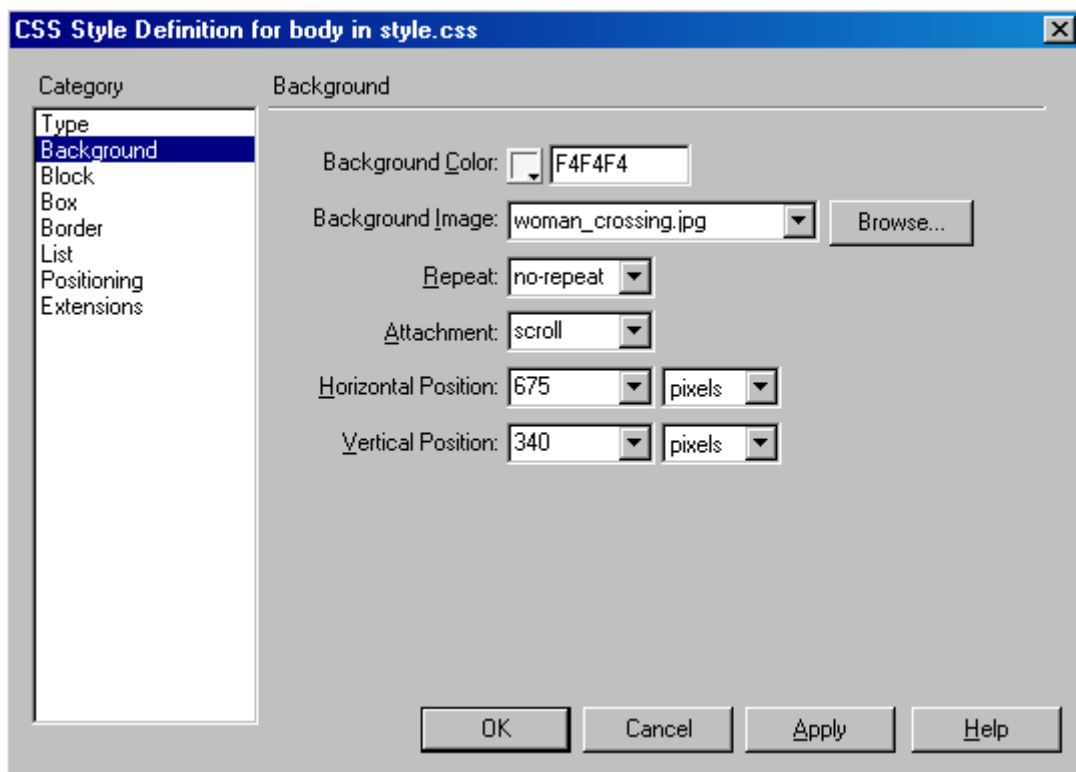 CSS Style Definition for body in style.css
Category
Type
Background
Block
Box
Border
List
Positioning
Extensions
Background
Background Color: F4F4F4
Background Image: woman_crossing.jpg Browse...
Repeat: no-repeat
Attachment: scroll
Horizontal Position: 675 pixels
Vertical Position: 340 pixels
OK Cancel Apply Help